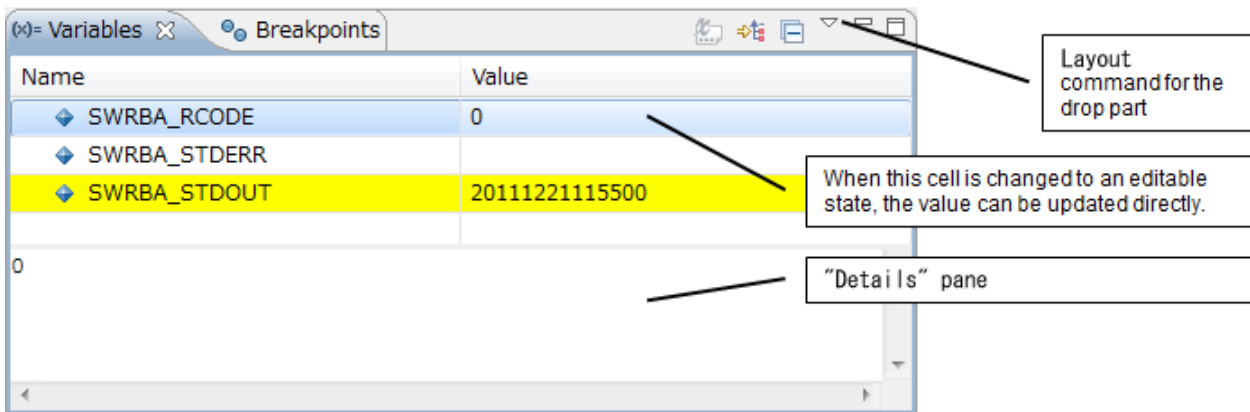 (x)= Variables Breakpoints
Name Value
SWRBA_RCODE 0
SWRBA_STDERR
SWRBA_STDOUT 20111221115500
0
Layout
command for the
drop part
When this cell is changed to an editable
state, the value can be updated directly.
"Details" pane